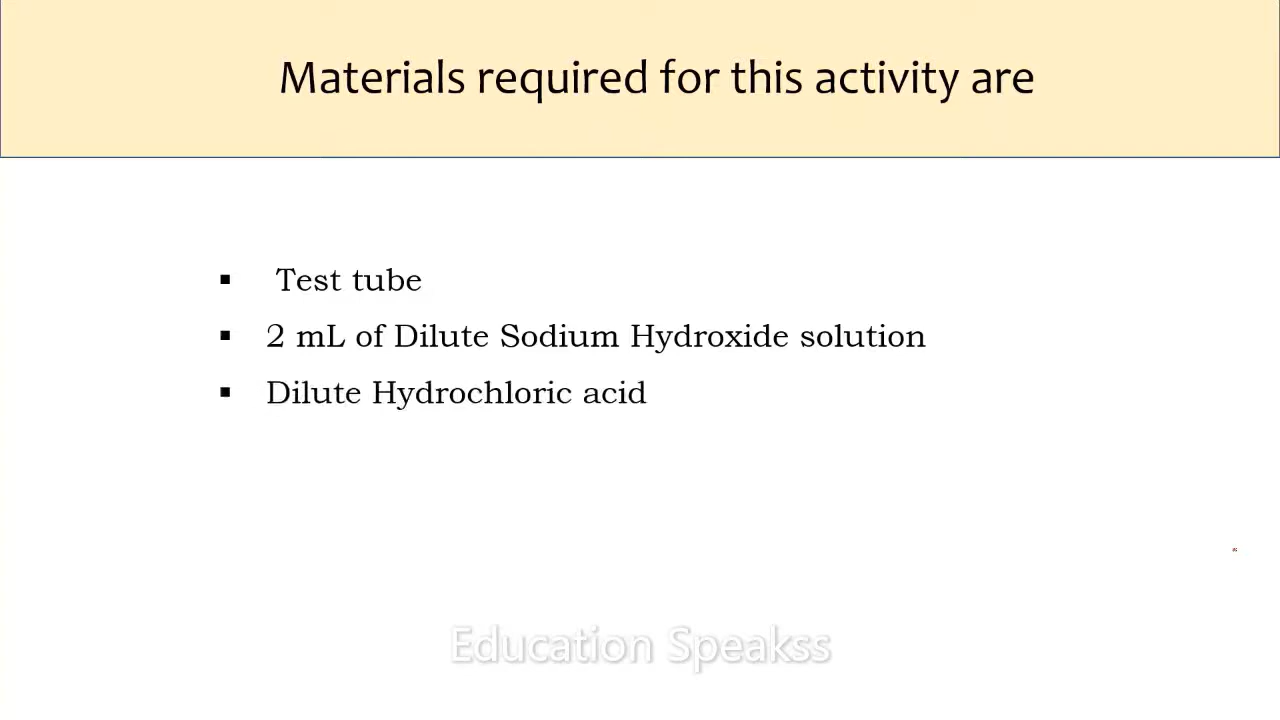 Materials required for this activity are
▪ Test tube
▪ 2 mL of Dilute Sodium Hydroxide solution
▪ Dilute Hydrochloric acid
Education Speakss